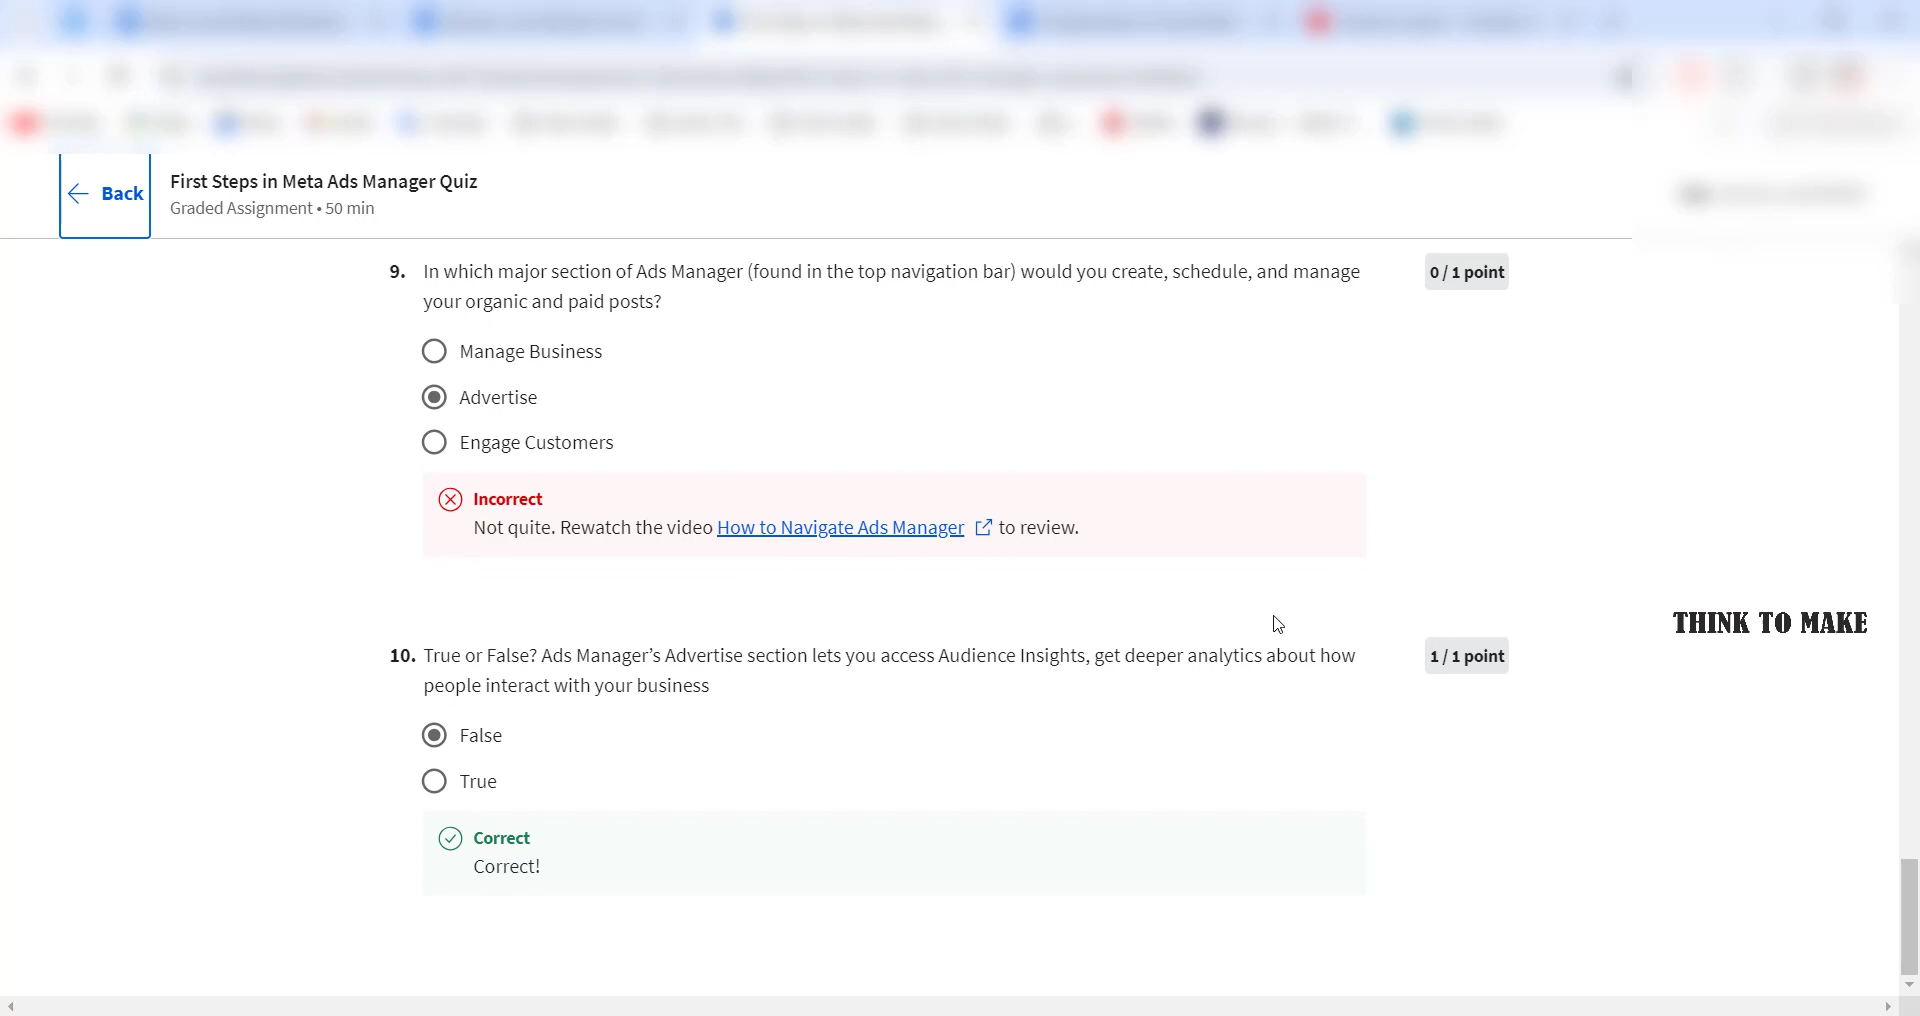 Back
First Steps in Meta Ads Manager Quiz
Graded Assignment • 50 min
9. In which major section of Ads Manager (found in the top navigation bar) would you create, schedule, and manage
your organic and paid posts?
0 / 1 point
Manage Business
Advertise
Engage Customers
Incorrect
Not quite. Rewatch the video How to Navigate Ads Manager to review.
THINK TO MAKE
10. True or False? Ads Manager’s Advertise section lets you access Audience Insights, get deeper analytics about how
people interact with your business
1 / 1 point
False
True
Correct
Correct!